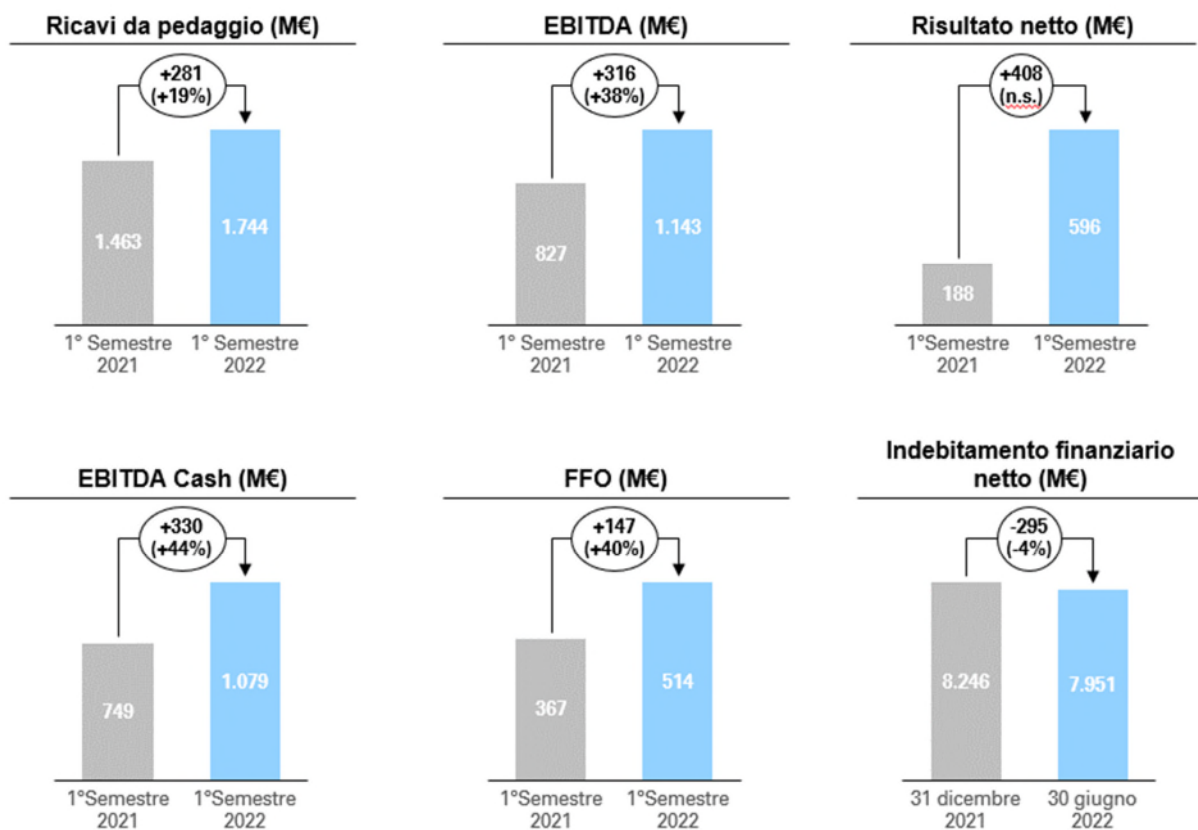 Ricavi da pedaggio (M€)
+281
(+19%)
1.463
1.744
1° Semestre
2021
1° Semestre
2022
EBITDA (M€)
+316
(+38%)
827
1.143
1° Semestre
2021
1° Semestre
2022
Risultato netto (M€)
+408
(n.s.)
188
596
1°Semestre
2021
1°Semestre
2022
EBITDA Cash (M€)
+330
(+44%)
749
1.079
1°Semestre
2021
1°Semestre
2022
FFO (M€)
+147
(+40%)
367
514
1°Semestre
2021
1°Semestre
2022
Indebitamento finanziario
netto (M€)
-295
(-4%)
8.246
7.951
31 dicembre
2021
30 giugno
2022